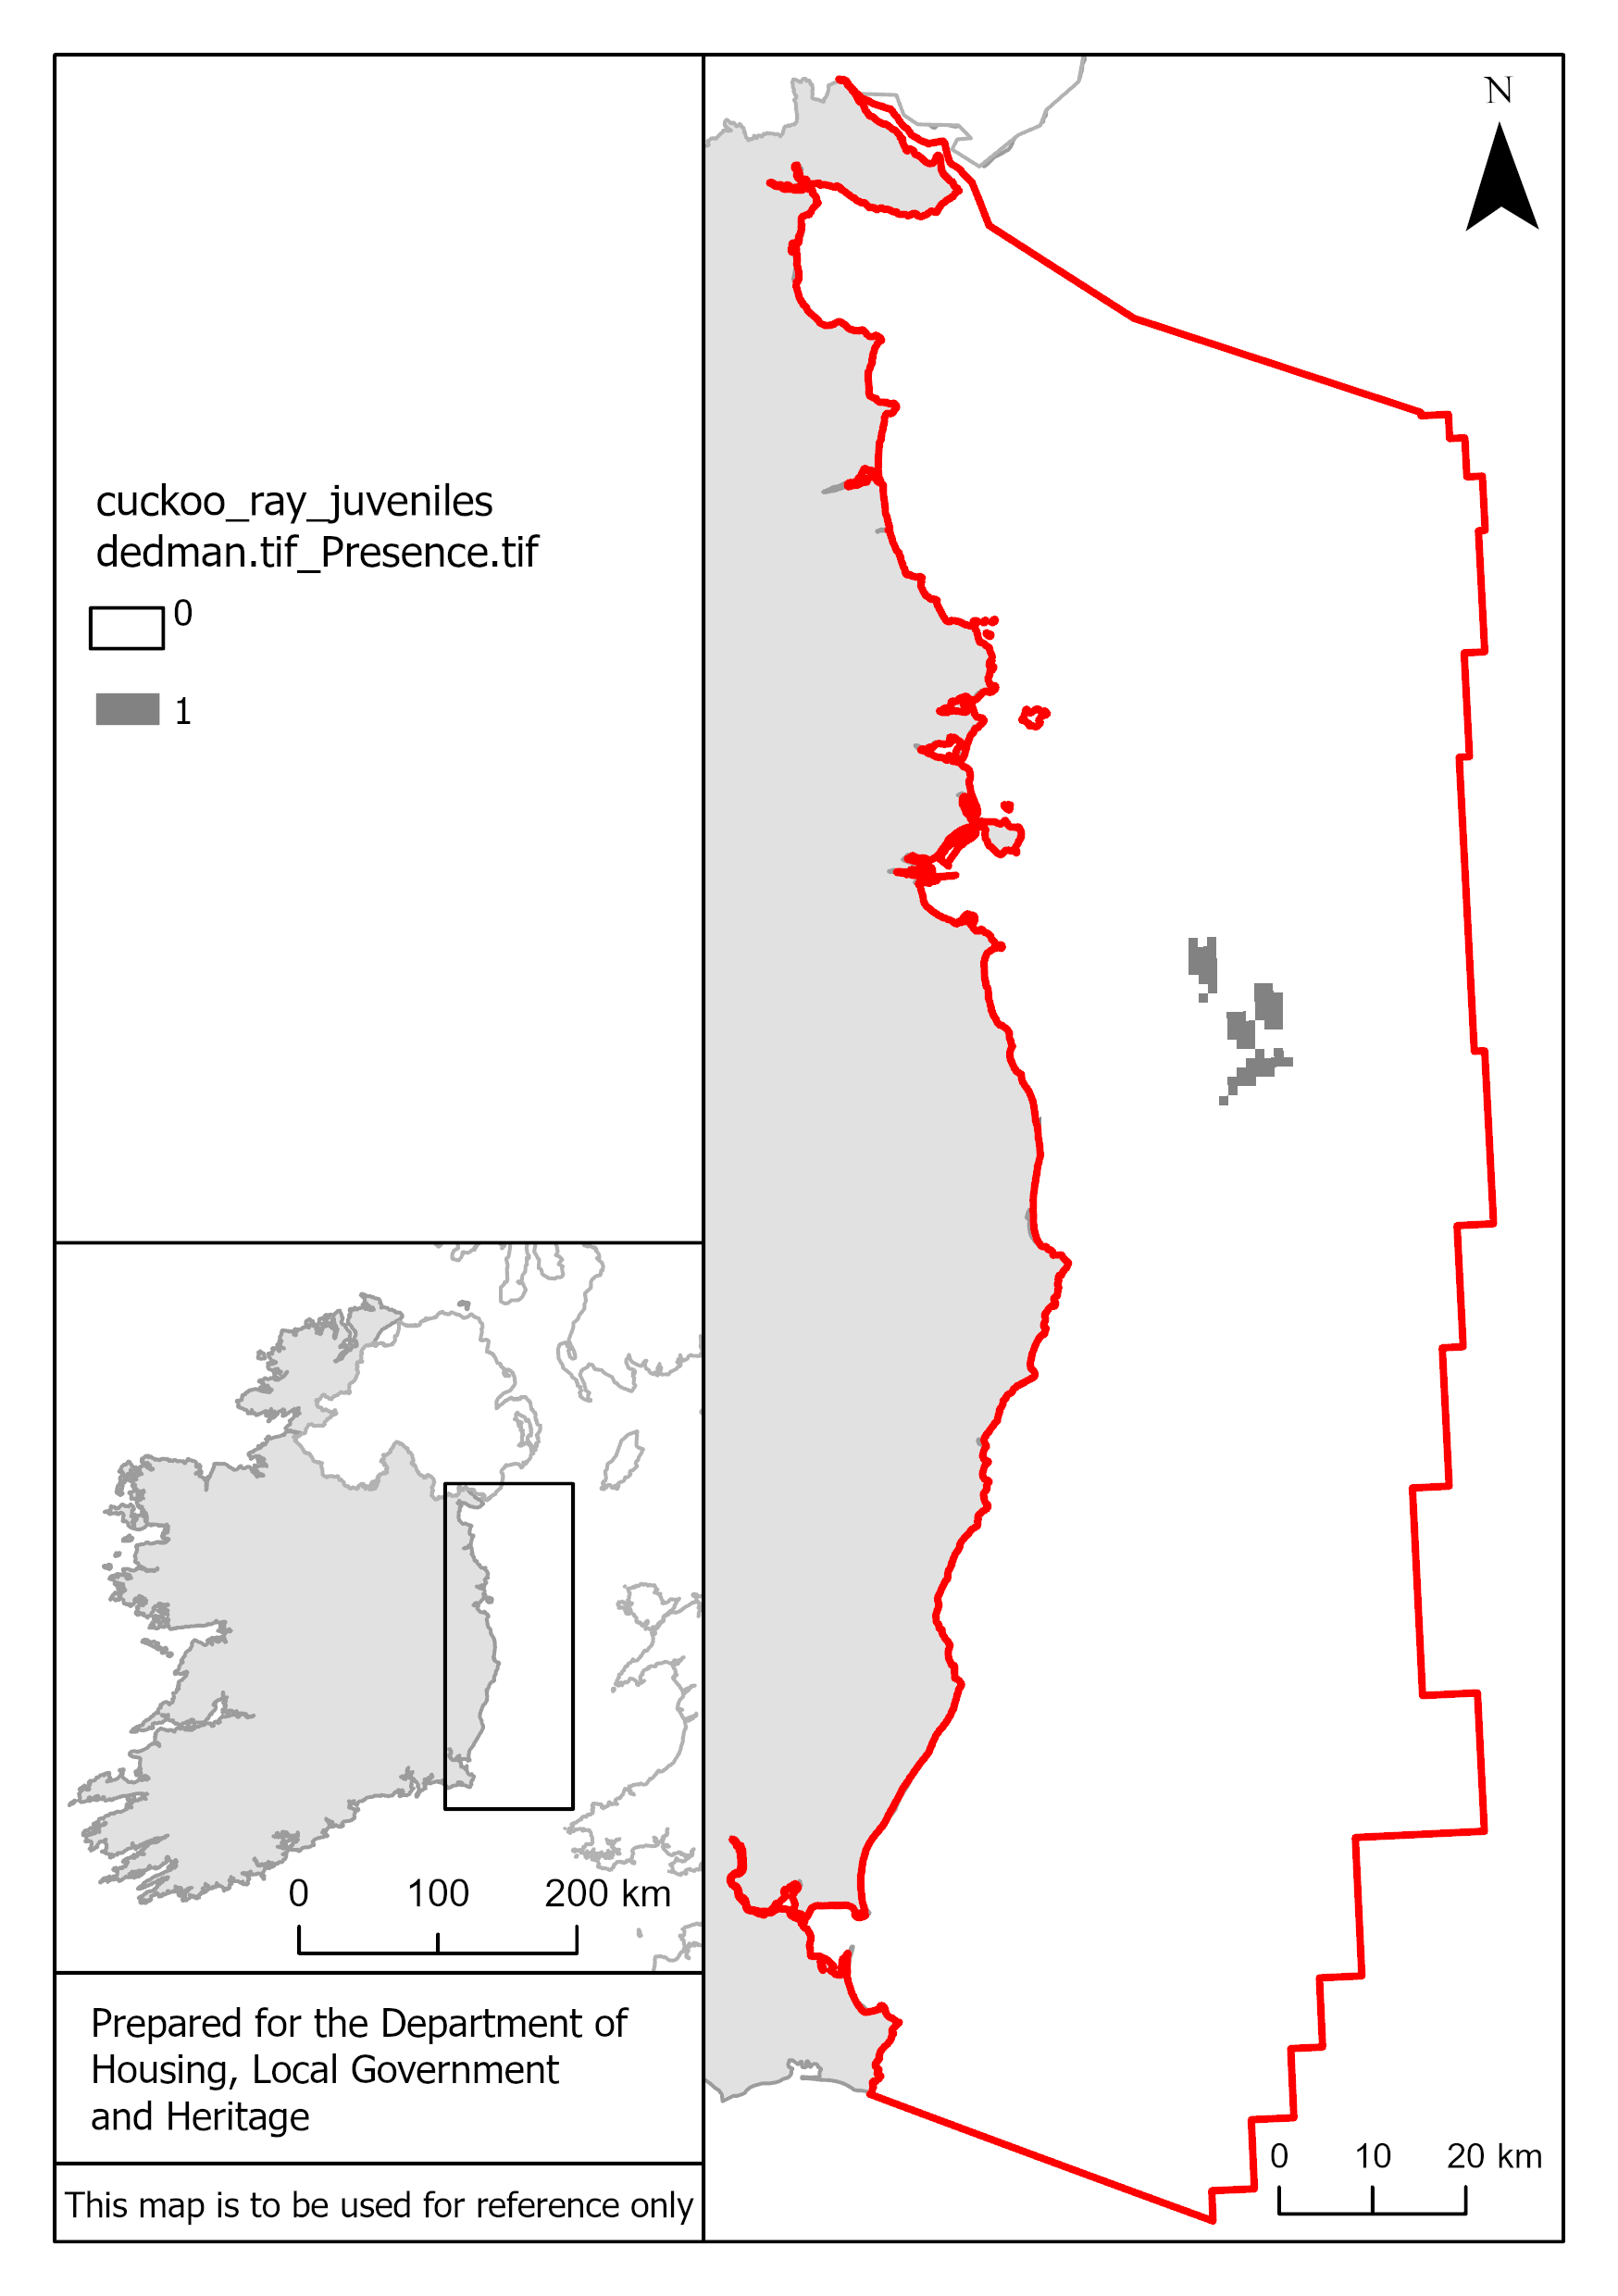 cuckoo_ray_juveniles
dedman.tif_Presence.tif
0
1
N
0 100 200 km
Prepared for the Department of
Housing, Local Government
and Heritage
This map is to be used for reference only
0 10 20 km